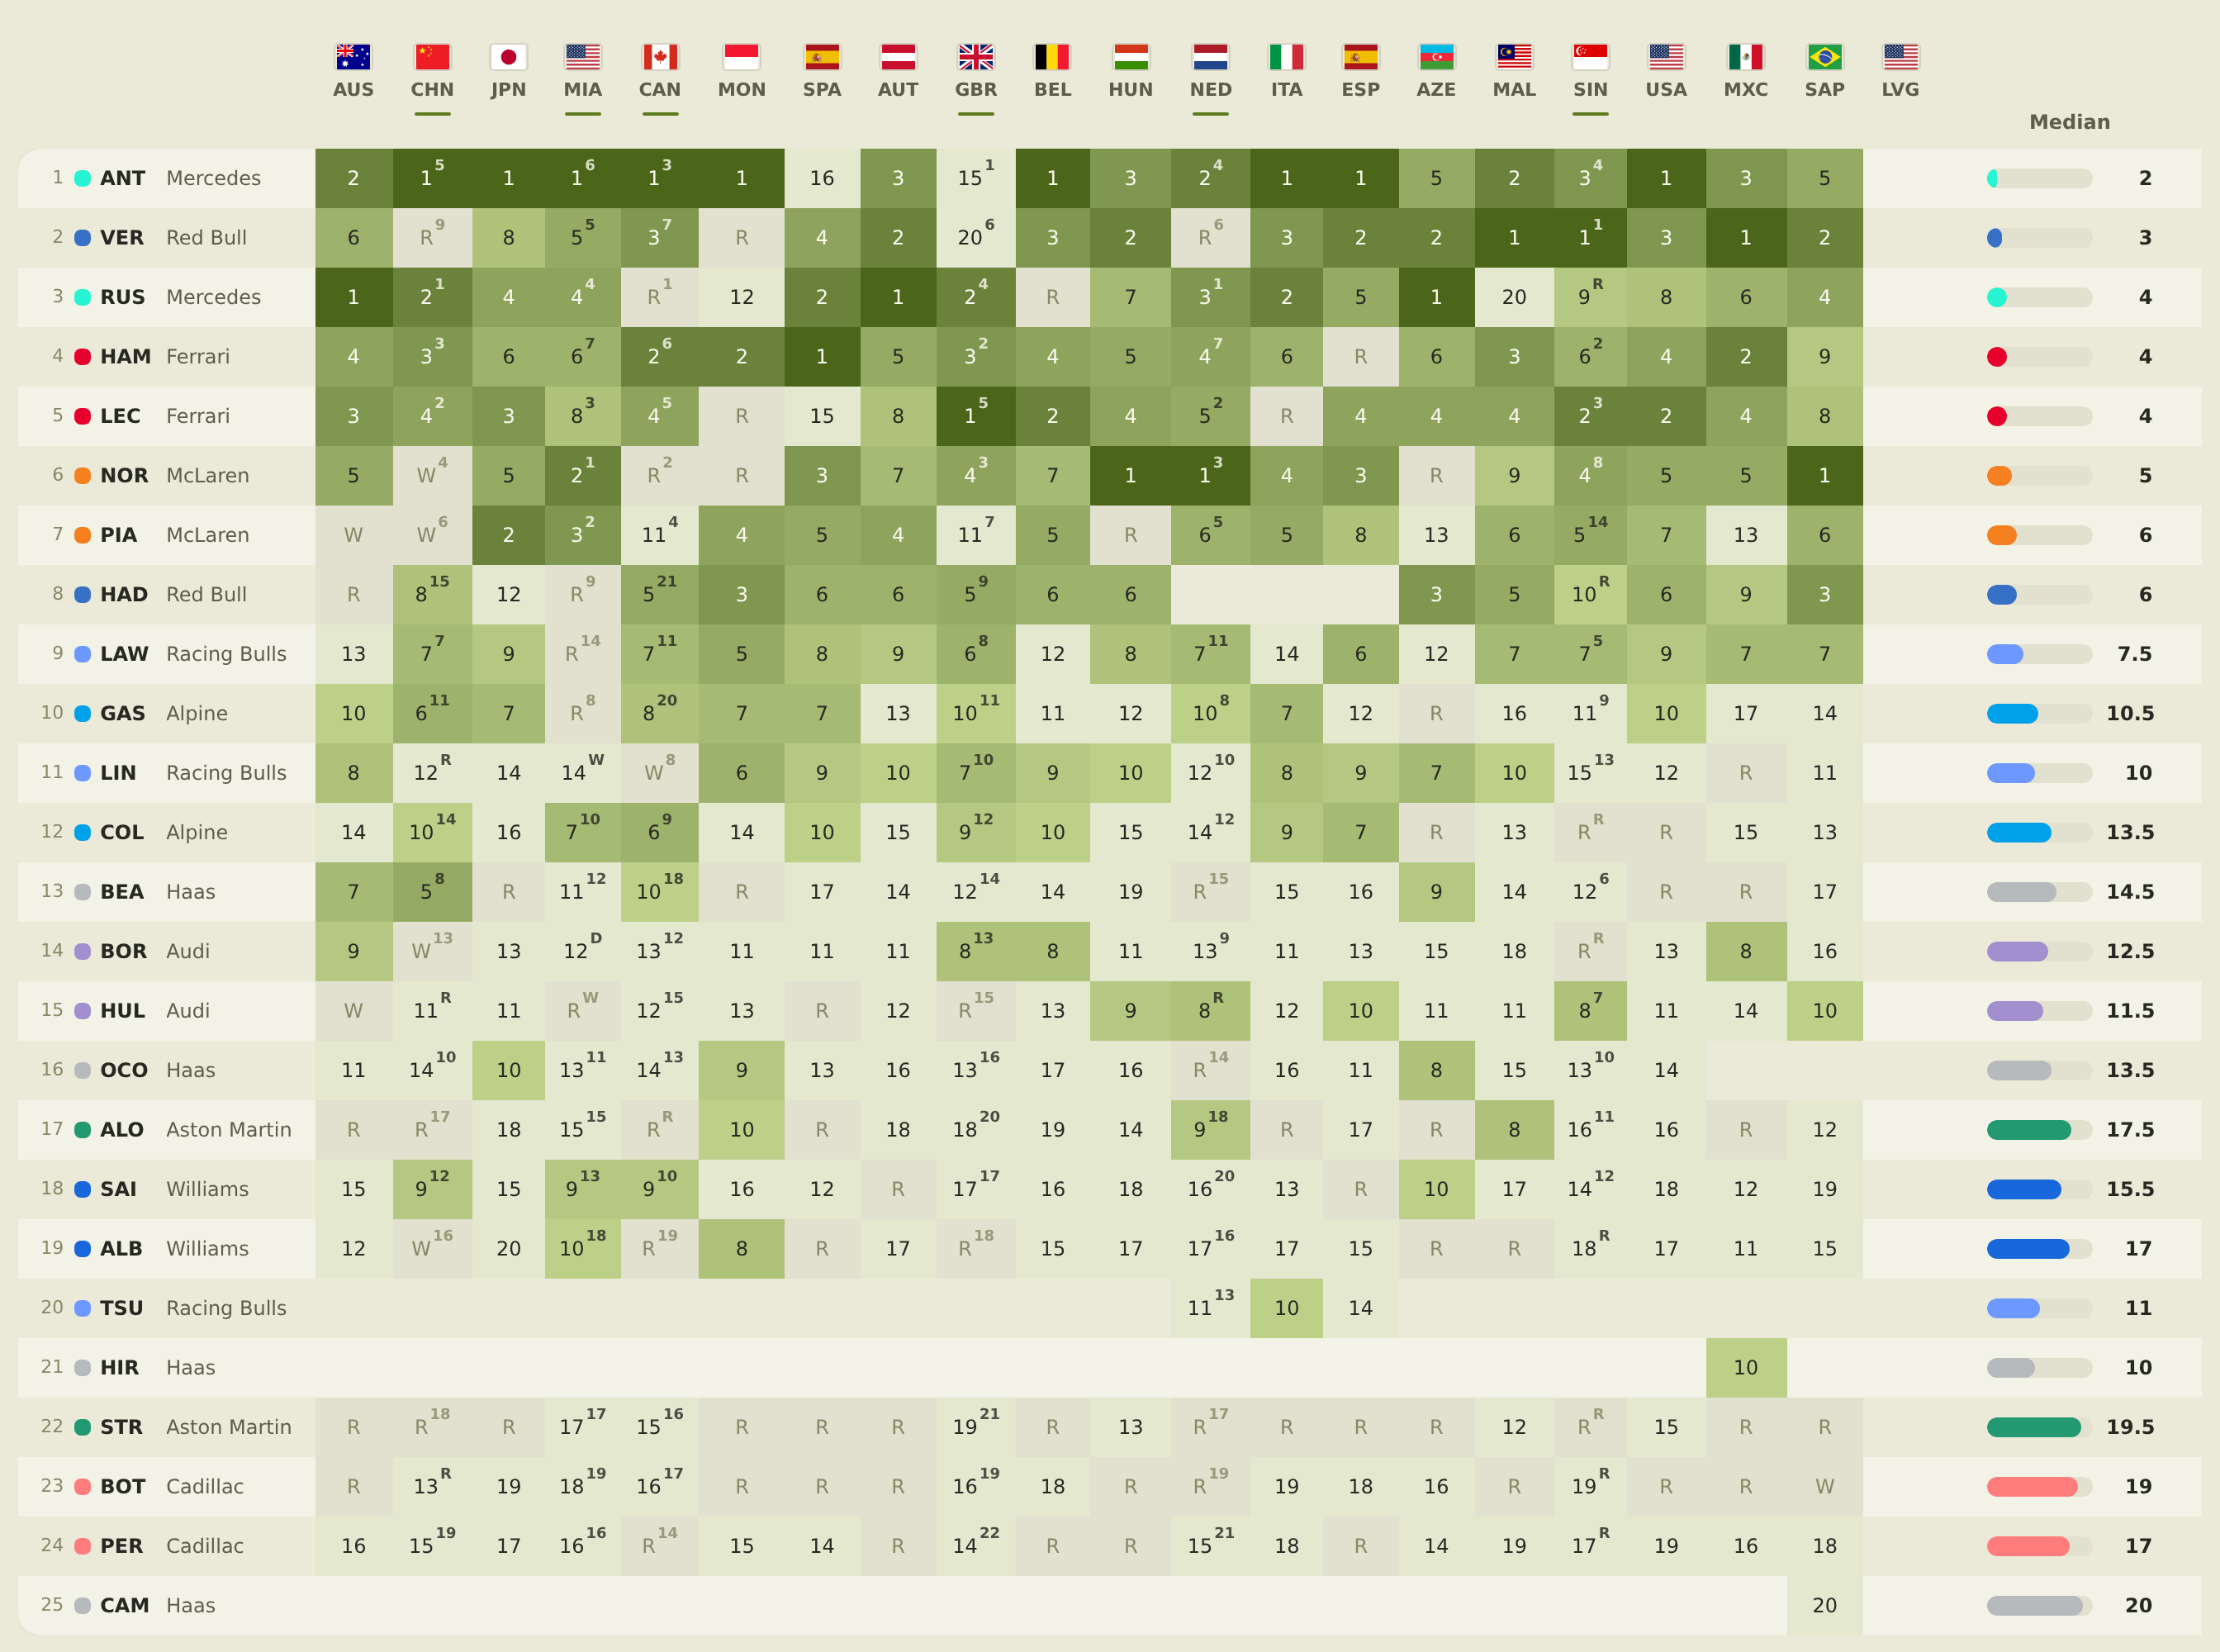 AUS CHN JPN MIA CAN MON SPA AUT GBR BEL HUN NED ITA ESP AZE MAL SIN USA MXC SAP LVG
Median
1 ANT Mercedes 2 1 5 1 1 6 1 3 1 16 3 15 1 1 3 2 4 1 1 5 2 3 4 1 3 5 2
2 VER Red Bull 6 R 9 8 5 5 3 7 R 4 2 20 6 3 2 R 6 3 2 2 1 1 1 3 1 2 3
3 RUS Mercedes 1 2 1 4 4 4 R 1 12 2 1 2 4 R 7 3 1 2 5 1 20 9 R 8 6 4 4
4 HAM Ferrari 4 3 3 6 6 7 2 6 2 1 5 3 2 4 5 4 7 6 R 6 3 6 2 4 2 9 4
5 LEC Ferrari 3 4 2 3 8 3 4 5 R 15 8 1 5 2 4 5 2 R 4 4 4 2 3 2 4 8 4
6 NOR McLaren 5 W 4 5 2 1 R 2 R 3 7 4 3 7 1 1 3 4 3 R 9 4 8 5 5 1 5
7 PIA McLaren W W 6 2 3 2 11 4 4 5 4 11 7 5 R 6 5 5 8 13 6 5 14 7 13 6 6
8 HAD Red Bull R 8 15 12 R 9 5 21 3 6 6 5 9 6 6 3 5 10 R 6 9 3 6
9 LAW Racing Bulls 13 7 7 9 R 14 7 11 5 8 9 6 8 12 8 7 11 14 6 12 7 7 5 9 7 7 7.5
10 GAS Alpine 10 6 11 7 R 8 8 20 7 7 13 10 11 11 12 10 8 7 12 R 16 11 9 10 17 14 10.5
11 LIN Racing Bulls 8 12 R 14 14 W W 8 6 9 10 7 10 9 10 12 10 8 9 7 10 15 13 12 R 11 10
12 COL Alpine 14 10 14 16 7 10 6 9 14 10 15 9 12 10 15 14 12 9 7 R 13 R R R 15 13 13.5
13 BEA Haas 7 5 8 R 11 12 10 18 R 17 14 12 14 14 19 R 15 15 16 9 14 12 6 R R 17 14.5
14 BOR Audi 9 W 13 13 12 D 13 12 11 11 11 8 13 8 11 13 9 11 13 15 18 R R 13 8 16 12.5
15 HUL Audi W 11 R 11 R W 12 15 13 R 12 R 15 13 9 8 R 12 10 11 11 8 7 11 14 10 11.5
16 OCO Haas 11 14 10 10 13 11 14 13 9 13 16 13 16 17 16 R 14 16 11 8 15 13 10 14 13.5
17 ALO Aston Martin R R 17 18 15 15 R R 10 R 18 18 20 19 14 9 18 R 17 R 8 16 11 16 R 12 17.5
18 SAI Williams 15 9 12 15 9 13 9 10 16 12 R 17 17 16 18 16 20 13 R 10 17 14 12 18 12 19 15.5
19 ALB Williams 12 W 16 20 10 18 R 19 8 R 17 R 18 15 17 17 16 17 15 R R 18 R 17 11 15 17
20 TSU Racing Bulls 11 13 10 14 11
21 HIR Haas 10 10
22 STR Aston Martin R R 18 R 17 17 15 16 R R R 19 21 R 13 R 17 R R R 12 R R 15 R R 19.5
23 BOT Cadillac R 13 R 19 18 19 16 17 R R R 16 19 18 R R 19 19 18 16 R 19 R R R W 19
24 PER Cadillac 16 15 19 17 16 16 R 14 15 14 R 14 22 R R 15 21 18 R 14 19 17 R 19 16 18 17
25 CAM Haas 20 20